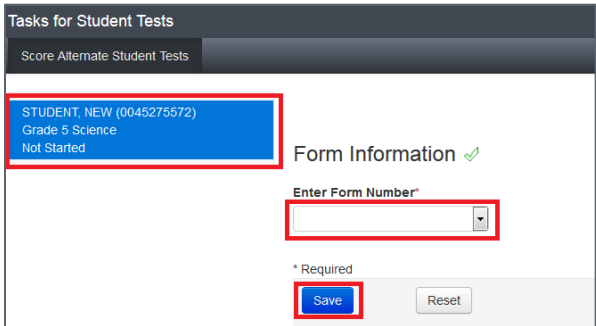 Tasks for Student Tests
Score Alternate Student Tests
STUDENT, NEW (0045275572)
Grade 5 Science
Not Started
Form Information
Enter Form Number*
* Required
Save
Reset